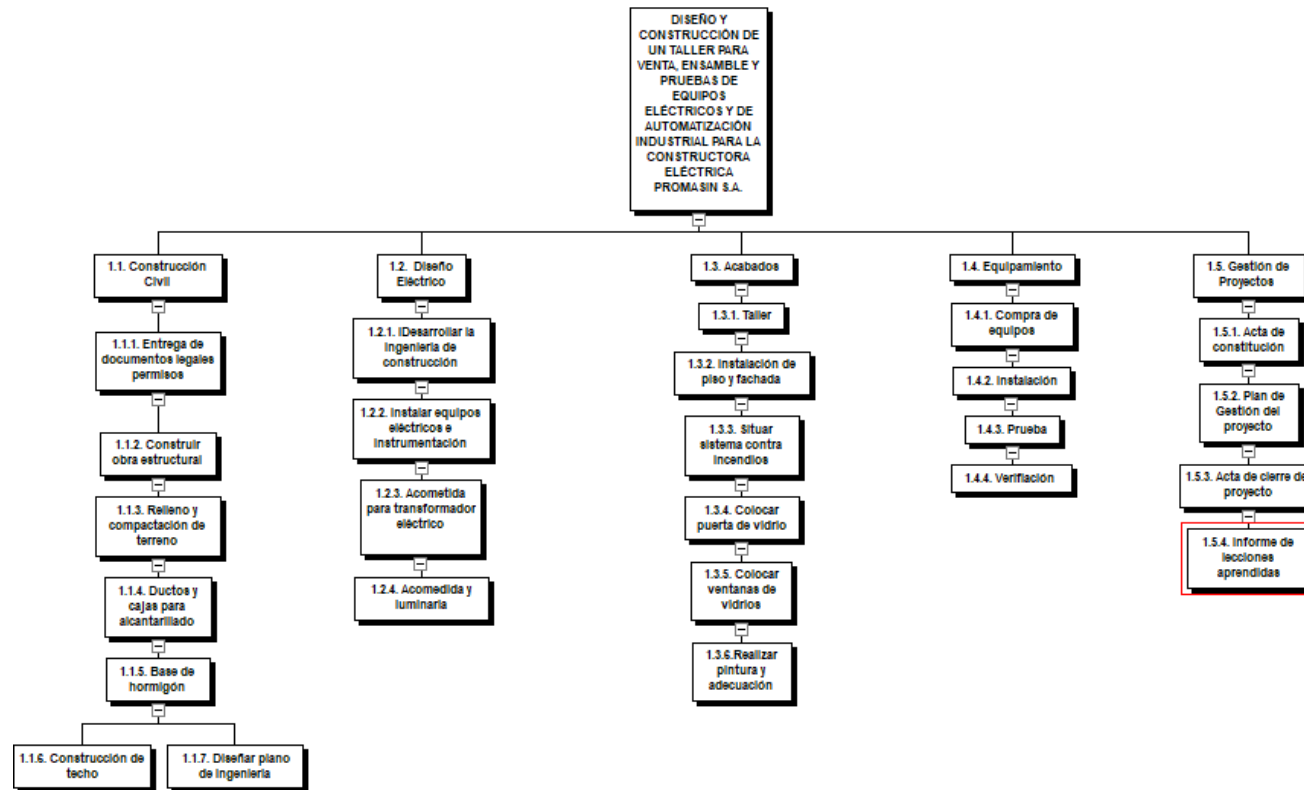 DISEÑO Y
CONSTRUCCIÓN DE
UN TALLER PARA
VENTA, ENSAMBLE Y
PRUEBAS DE
EQUIPOS
ELÉCTRICOS Y DE
AUTOMATIZACIÓN
INDUSTRIAL PARA LA
CONSTRUCTORA
ELÉCTRICA
PROMASIN S.A.
1.1. Construcción
Civil
1.1.1. Entrega de
documentos legales
permisos
1.1.2. Construir
obra estructural
1.1.3. Relleno y
compactación de
terreno
1.1.4. Ductos y
cajas para
alcantarillado
1.1.5. Base de
hormigón
1.1.6. Construcción de
techo
1.1.7. Diseñar plano
de ingeniería
1.2. Diseño
Eléctrico
1.2.1. IDesarrollar la
ingeniería de
construcción
1.2.2. Instalar equipos
eléctricos e
instrumentación
1.2.3. Acometida
para transformador
eléctrico
1.2.4. Acomedida y
luminaria
1.3. Acabados
1.3.1. Taller
1.3.2. Instalación de
piso y fachada
1.3.3. Situar
sistema contra
incendios
1.3.4. Colocar
puerta de vidrio
1.3.5. Colocar
ventanas de
vidrios
1.3.6.Realizar
pintura y
adecuación
1.4. Equipamiento
1.4.1. Compra de
equipos
1.4.2. Instalación
1.4.3. Prueba
1.4.4. Verifiación
1.5. Gestión de
Proyectos
1.5.1. Acta de
constitución
1.5.2. Plan de
Gestión del
proyecto
1.5.3. Acta de cierre de
proyecto
1.5.4. Informe de
lecciones
aprendidas